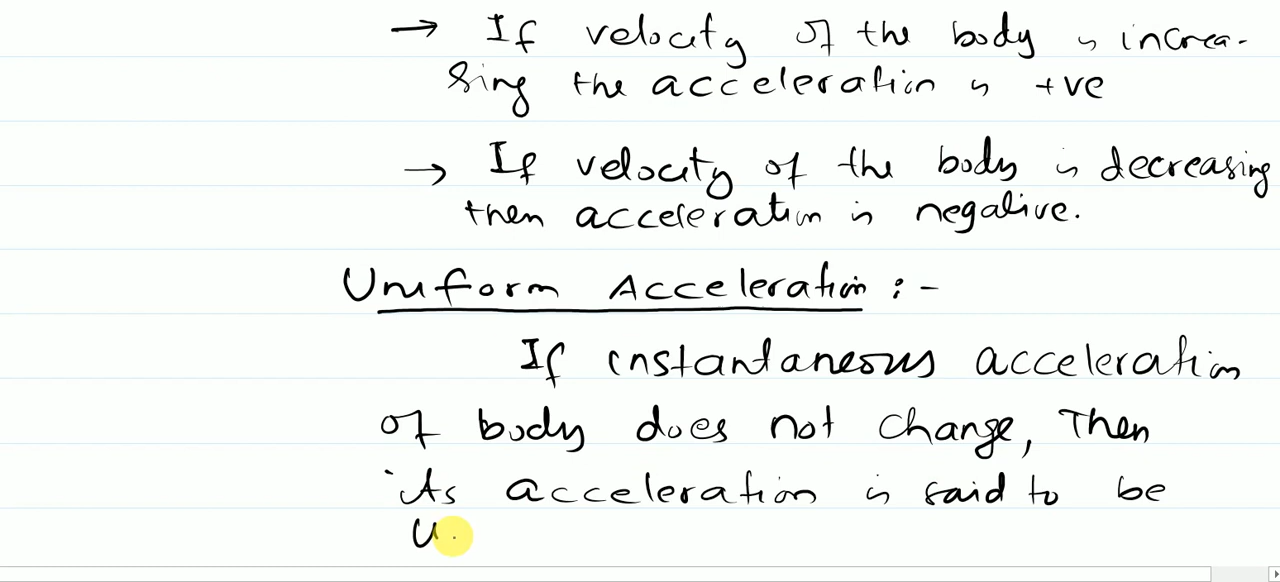 → If velocity of the body is increa-
sing the acceleration is +ve
→ If velocity of the body is decreasing
then acceleration is negative.
Uniform Acceleration :-
If instantaneous acceleration
of body does not change, Then
its acceleration is said to be
U